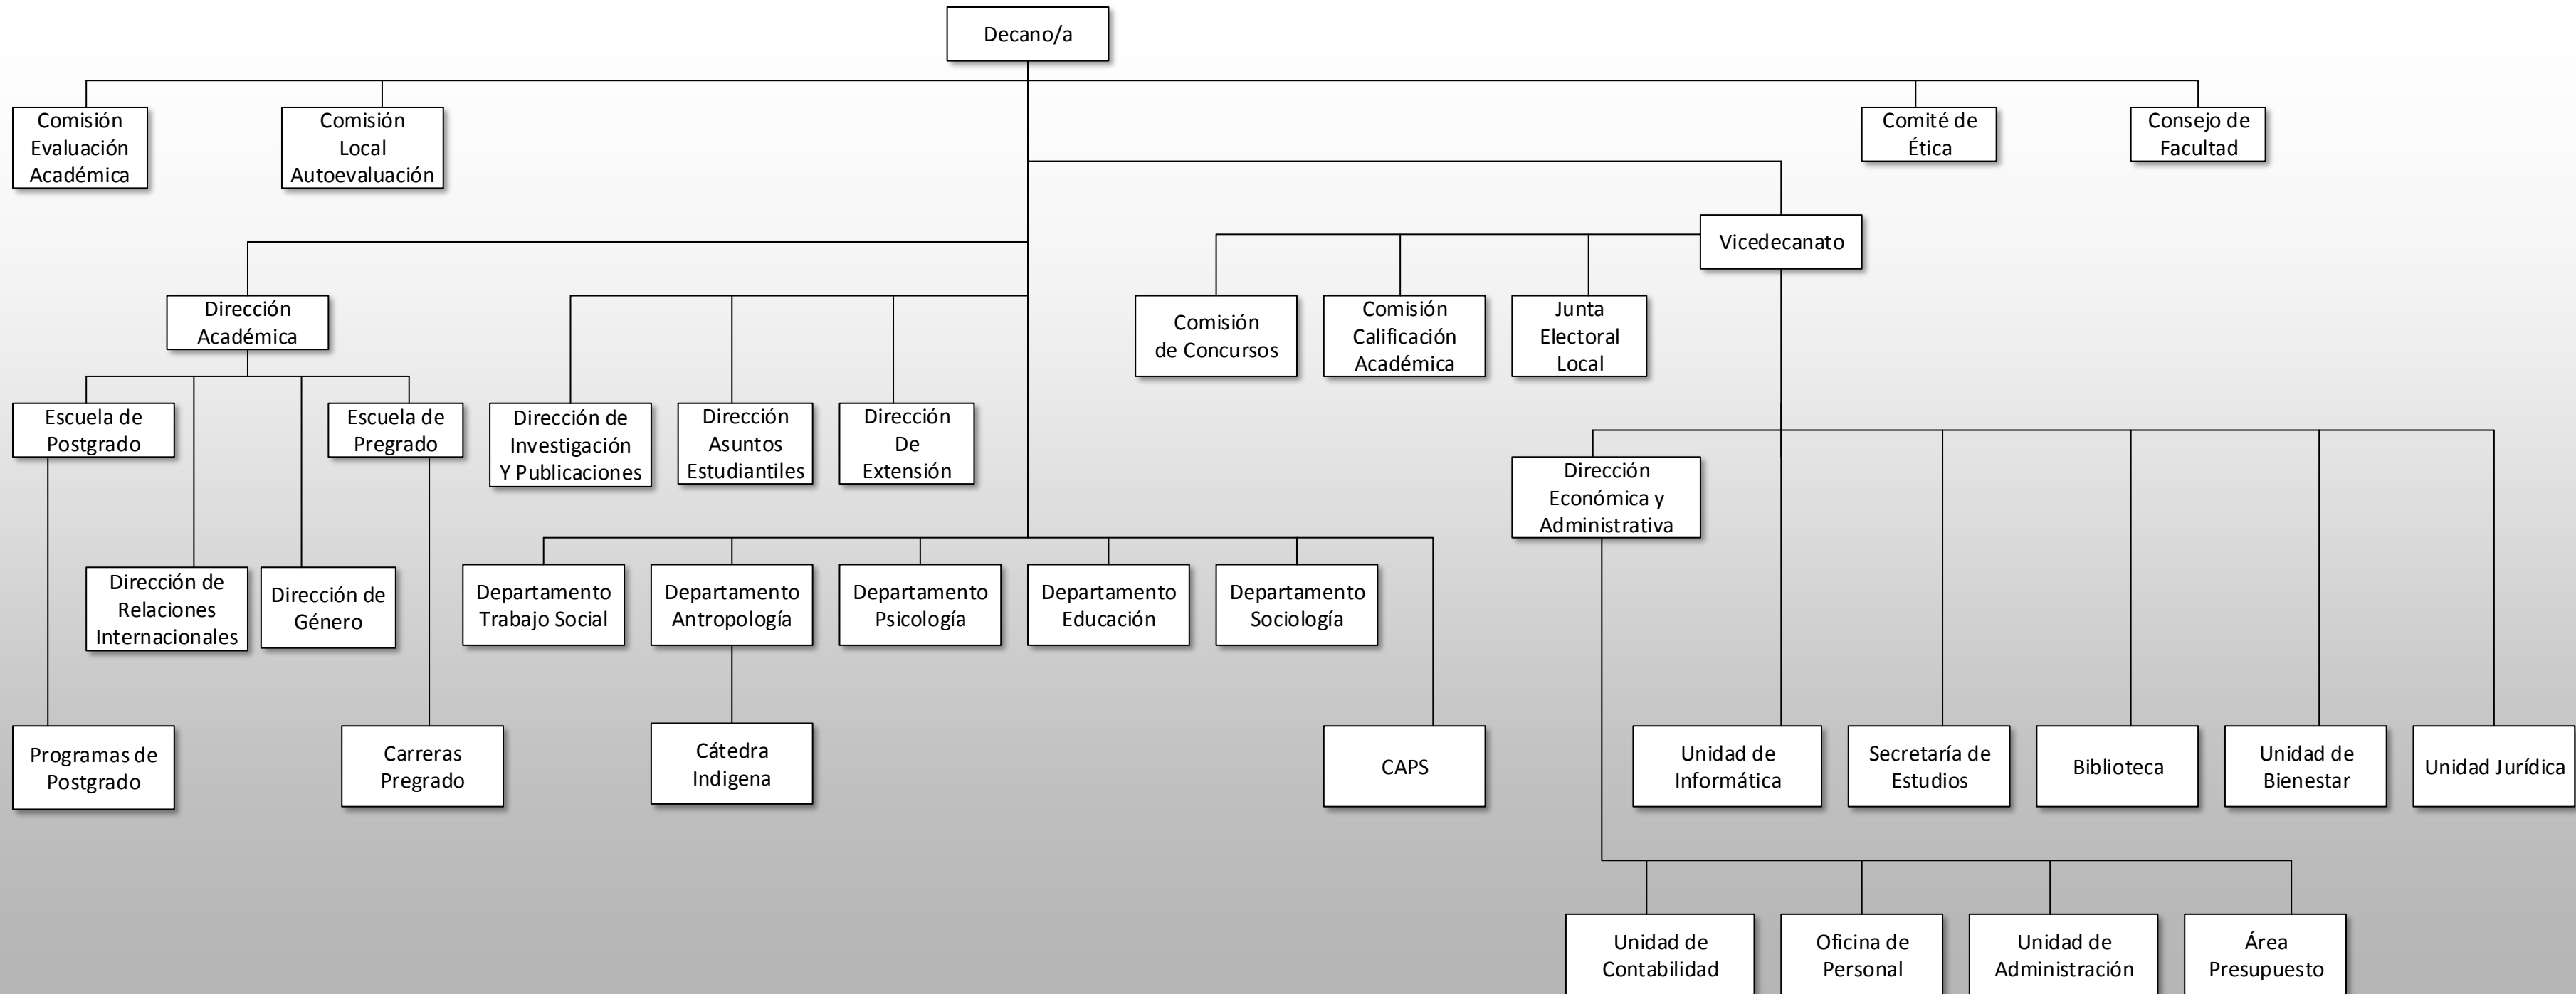 Decano/a
Comisión
Evaluación
Académica
Comisión
Local
Autoevaluación
Comité de
Ética
Consejo de
Facultad
Vicedecanato
Dirección
Académica
Comisión
de Concursos
Comisión
Calificación
Académica
Junta
Electoral
Local
Escuela de
Postgrado
Escuela de
Pregrado
Dirección de
Investigación
Y Publicaciones
Dirección
Asuntos
Estudiantiles
Dirección
De
Extensión
Dirección
Económica y
Administrativa
Dirección de
Relaciones
Internacionales
Dirección de
Género
Departamento
Trabajo Social
Departamento
Antropología
Departamento
Psicología
Departamento
Educación
Departamento
Sociología
Programas de
Postgrado
Carreras
Pregrado
Cátedra
Indigena
CAPS
Unidad de
Informática
Secretaría de
Estudios
Biblioteca
Unidad de
Bienestar
Unidad Jurídica
Unidad de
Contabilidad
Oficina de
Personal
Unidad de
Administración
Área
Presupuesto